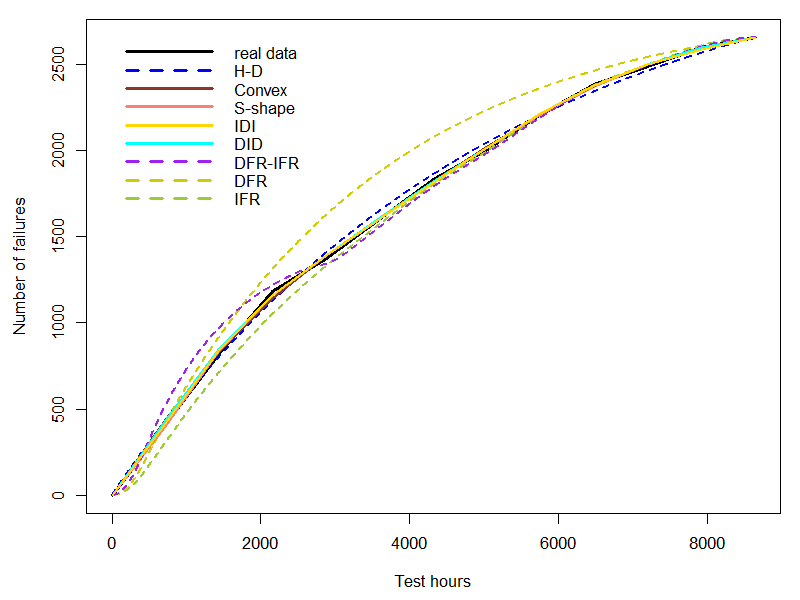 real data
H-D
Convex
S-shape
IDI
DID
DFR-IFR
DFR
IFR
Number of failures
2500
2000
1500
1000
500
0
0 2000 4000 6000 8000
Test hours